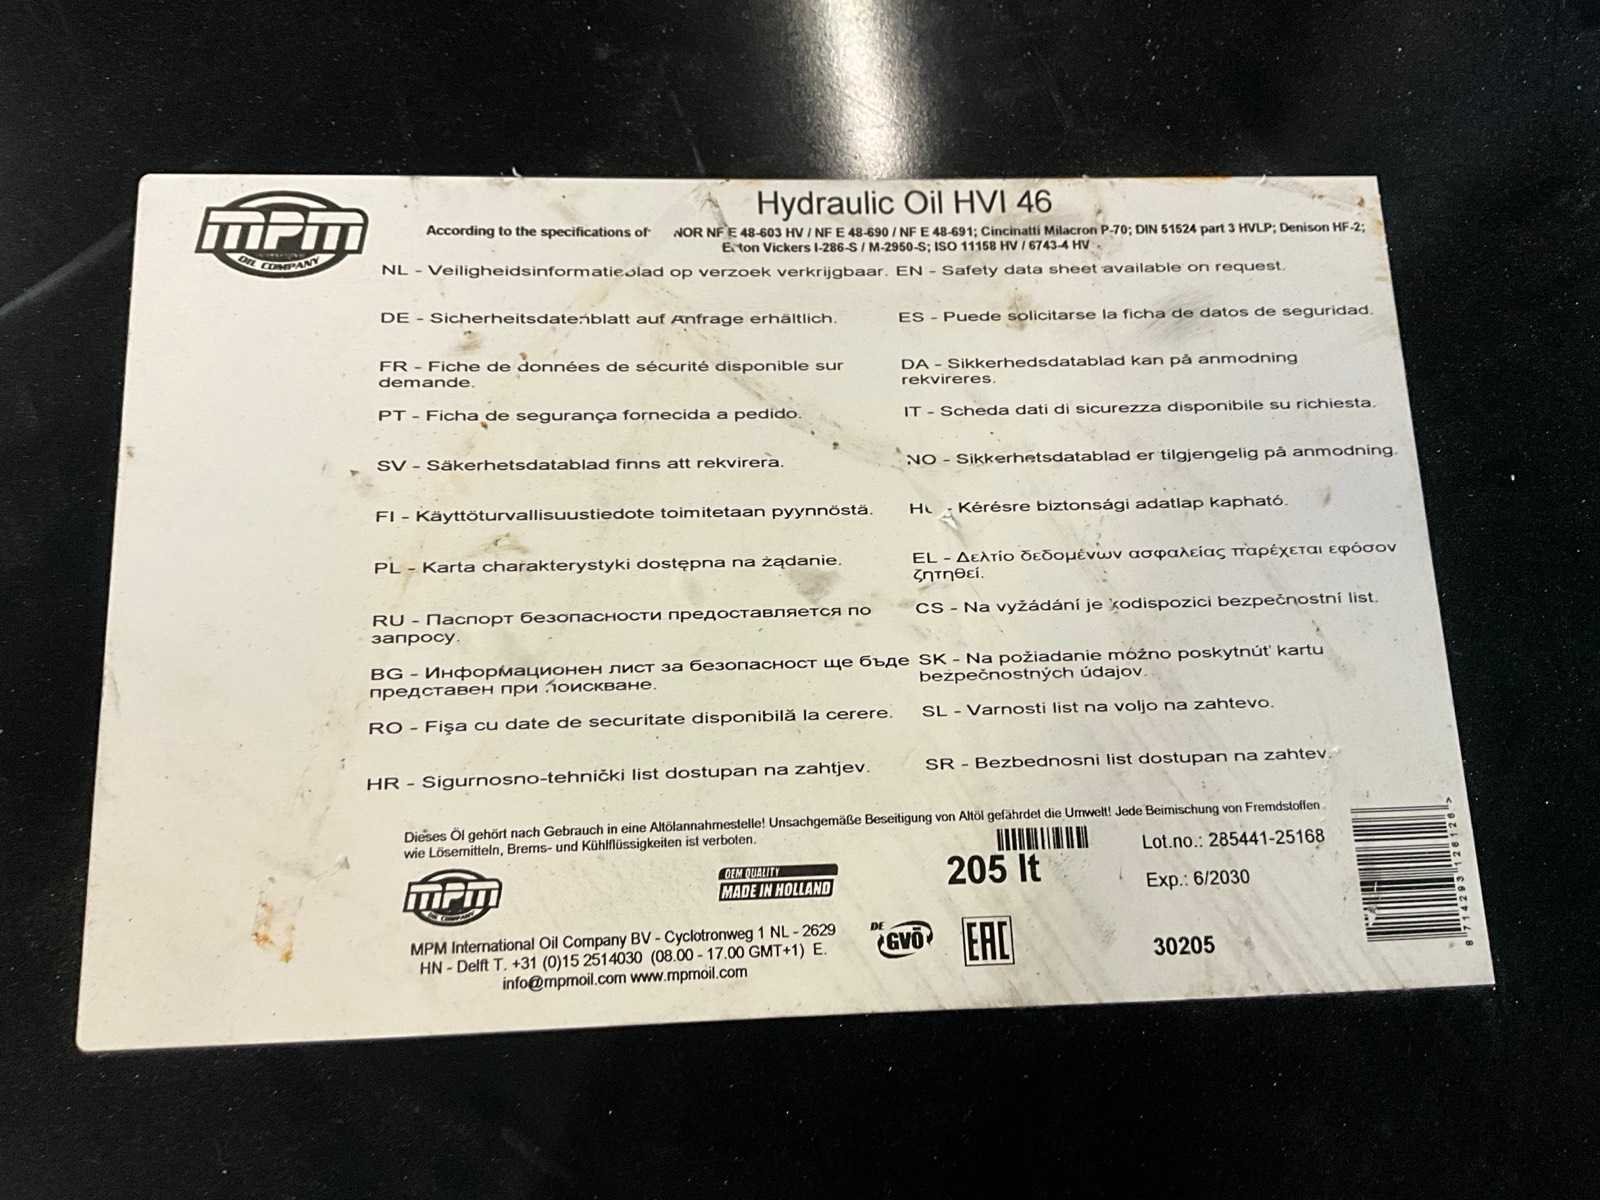 MPM
OIL COMPANY
Hydraulic Oil HVI 46
According to the specifications of NOR NF E 48-603 HV / NF E 48-690 / NF E 48-691; Cincinatti Milacron P-70; DIN 51524 part 3 HVLP; Denison HF-2;
Eaton Vickers I-286-S / M-2950-S; ISO 11158 HV / 6743-4 HV
NL - Veiligheidsinformatieblad op verzoek verkrijgbaar. EN - Safety data sheet available on request.
DE - Sicherheitsdatenblatt auf Anfrage erhältlich.
ES - Puede solicitarse la ficha de datos de seguridad.
FR - Fiche de données de sécurité disponible sur
demande.
DA - Sikkerhedsdatablad kan på anmodning
rekvireres.
PT - Ficha de segurança fornecida a pedido.
IT - Scheda dati di sicurezza disponibile su richiesta.
SV - Säkerhetsdatablad finns att rekvirera.
NO - Sikkerhetsdatablad er tilgjengelig på anmodning.
FI - Käyttöturvallisuustiedote toimitetaan pyynnöstä.
HU - Kérésre biztonsági adatlap kapható.
PL - Karta charakterystyki dostępna na żądanie.
EL - Δελτίο δεδομένων ασφαλείας παρέχεται εφόσον
ζητηθεί.
RU - Паспорт безопасности предоставляется по
запросу.
CS - Na vyžádání je kodispozici bezpečnostní list.
BG - Информационен лист за безопасност ще бъде
представен при поискване.
SK - Na požiadanie možno poskytnúť kartu
bezpečnostných údajov.
RO - Fişa cu date de securitate disponibilă la cerere.
SL - Varnosti list na voljo na zahtevo.
HR - Sigurnosno-tehnički list dostupan na zahtjev.
SR - Bezbednosni list dostupan na zahtev.
Dieses Öl gehört nach Gebrauch in eine Altölannahmestelle! Unsachgemäße Beseitigung von Altöl gefährdet die Umwelt! Jede Beimischung von Fremdstoffen
wie Lösemitteln, Brems- und Kühlflüssigkeiten ist verboten.
MPM
OIL COMPANY
OEM QUALITY
MADE IN HOLLAND
205 lt
Lot.no.: 285441-25168
Exp.: 6/2030
MPM International Oil Company BV - Cyclotronweg 1 NL - 2629
HN - Delft T. +31 (0)15 2514030 (08.00 - 17.00 GMT+1) E.
info@mpmoil.com www.mpmoil.com
DE GVÖ
EAC
30205
8 714293 126126 >